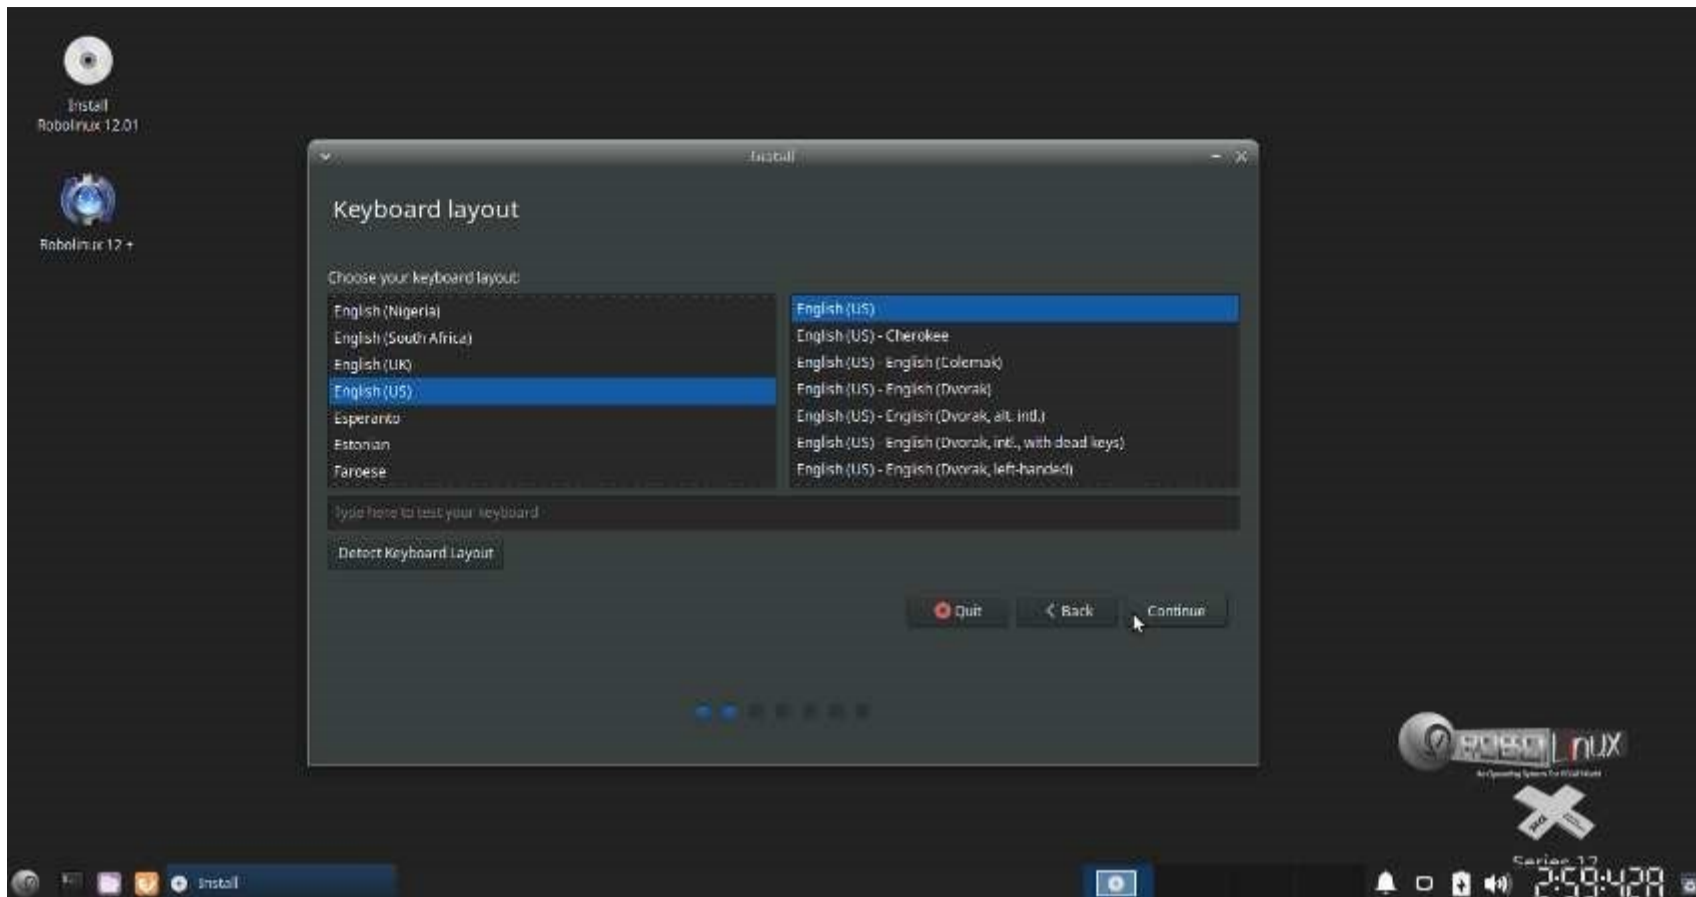 Install
Robolinux 12.01
Robolinux 12 +
Install
Keyboard layout
Choose your keyboard layout:
English (Nigeria)
English (South Africa)
English (UK)
English (US)
Esperanto
Estonian
Faroese
English (US)
English (US) - Cherokee
English (US) - English (Colemak)
English (US) - English (Dvorak)
English (US) - English (Dvorak, alt. intl.)
English (US) - English (Dvorak, intl., with dead keys)
English (US) - English (Dvorak, left-handed)
Type here to test your keyboard
Detect Keyboard Layout
Quit
Back
Continue
ROBOLinux
Series 12
Install